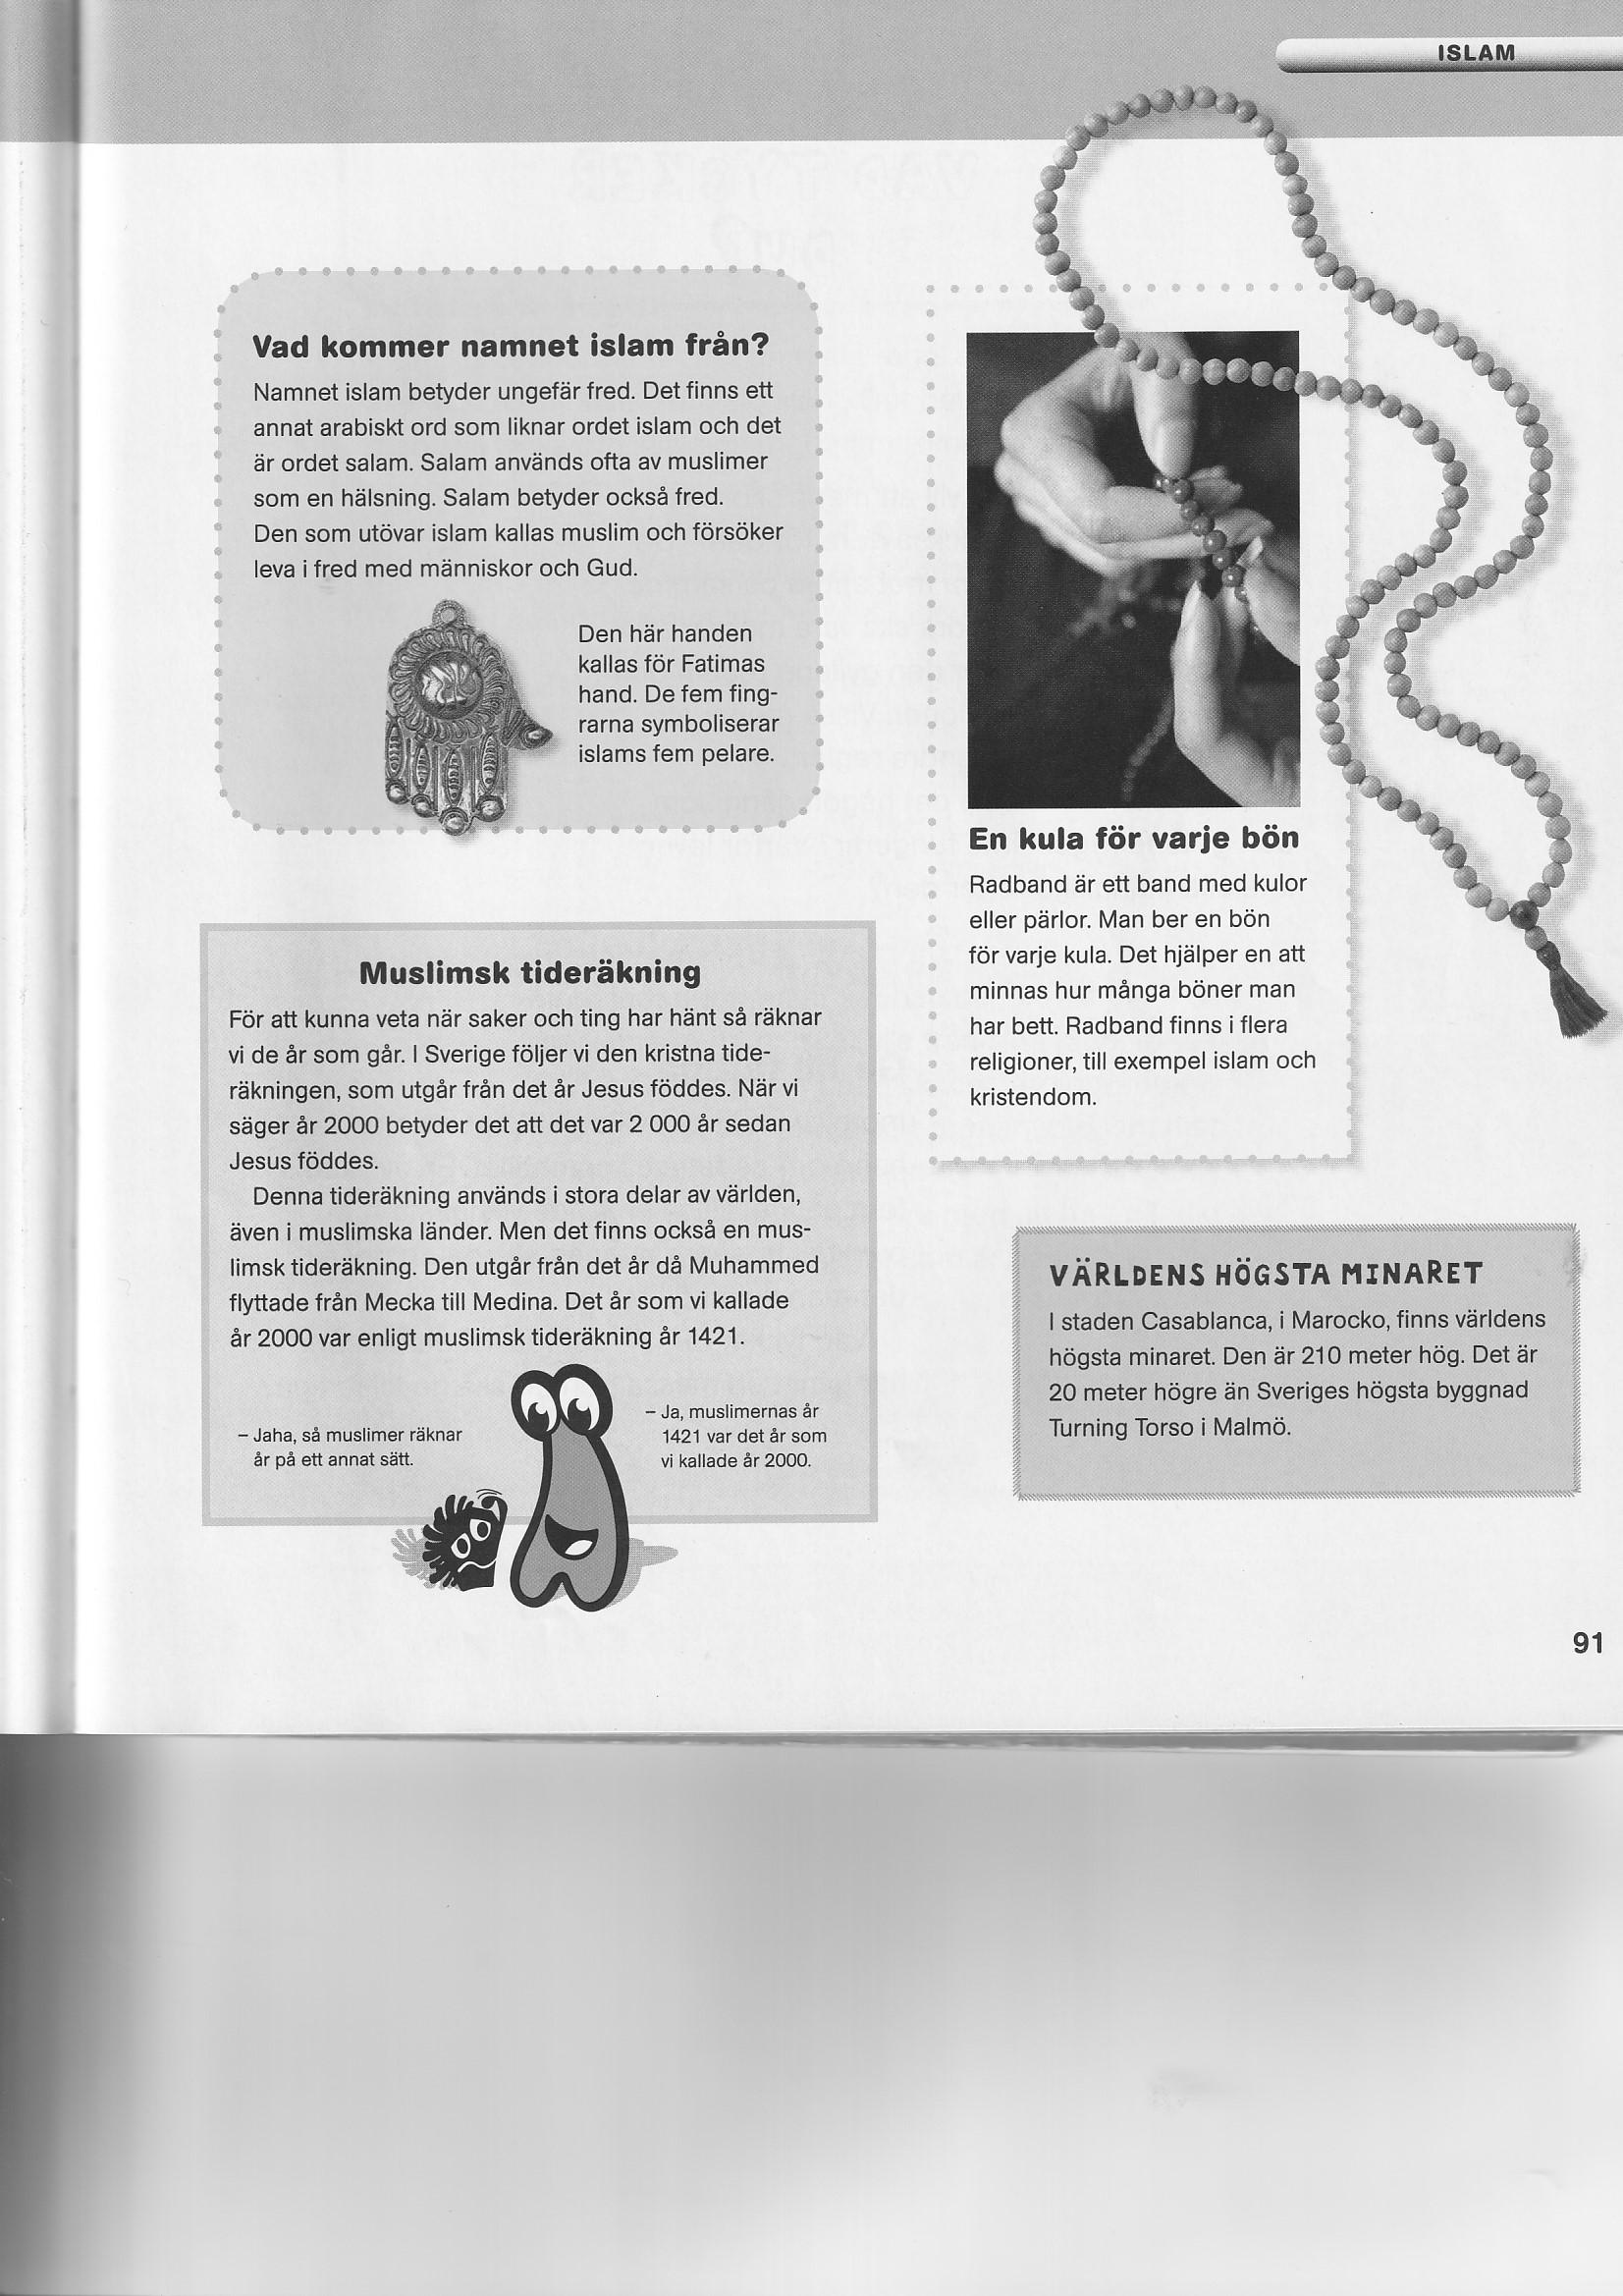 ISLAM
Vad kommer namnet islam från?
Namnet islam betyder ungefär fred. Det finns ett
annat arabiskt ord som liknar ordet islam och det
är ordet salam. Salam används ofta av muslimer
som en hälsning. Salam betyder också fred.
Den som utövar islam kallas muslim och försöker
leva i fred med människor och Gud.
Den här handen
kallas för Fatimas
hand. De fem fing-
rarna symboliserar
islams fem pelare.
Muslimsk tideräkning
För att kunna veta när saker och ting har hänt så räknar
vi de år som går. I Sverige följer vi den kristna tide-
räkningen, som utgår från det år Jesus föddes. När vi
säger år 2000 betyder det att det var 2 000 år sedan
Jesus föddes.
Denna tideräkning används i stora delar av världen,
även i muslimska länder. Men det finns också en mus-
limsk tideräkning. Den utgår från det år då Muhammed
flyttade från Mecka till Medina. Det år som vi kallade
år 2000 var enligt muslimsk tideräkning år 1421.
– Jaha, så muslimer räknar
år på ett annat sätt.
– Ja, muslimernas år
1421 var det år som
vi kallade år 2000.
En kula för varje bön
Radband är ett band med kulor
eller pärlor. Man ber en bön
för varje kula. Det hjälper en att
minnas hur många böner man
har bett. Radband finns i flera
religioner, till exempel islam och
kristendom.
VÄRLDENS HÖGSTA MINARET
I staden Casablanca, i Marocko, finns världens
högsta minaret. Den är 210 meter hög. Det är
20 meter högre än Sveriges högsta byggnad
Turning Torso i Malmö.
91